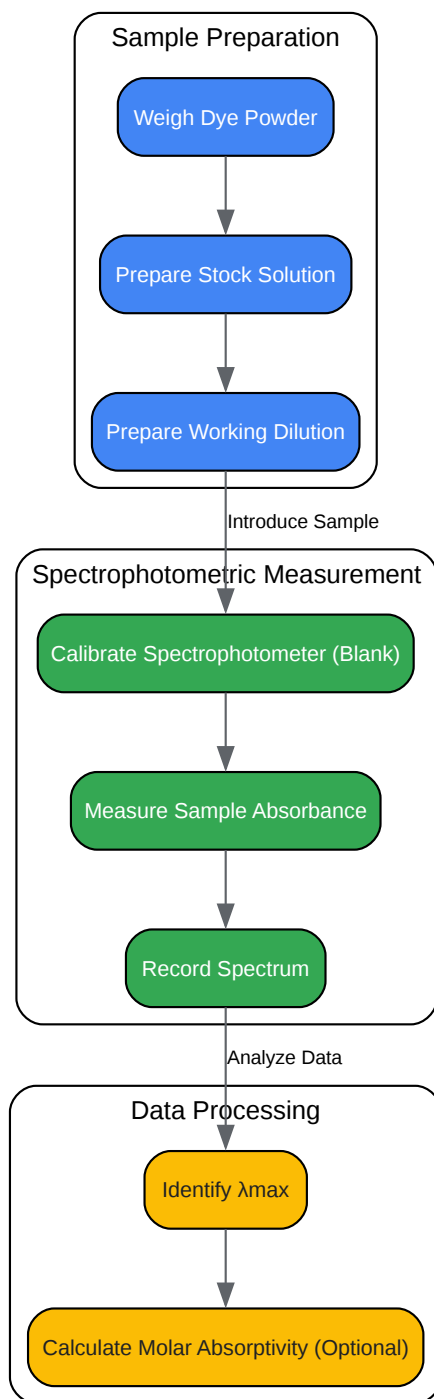 Sample Preparation
Weigh Dye Powder
Prepare Stock Solution
Prepare Working Dilution
Introduce Sample
Spectrophotometric Measurement
Calibrate Spectrophotometer (Blank)
Measure Sample Absorbance
Record Spectrum
Analyze Data
Data Processing
Identify λmax
Calculate Molar Absorptivity (Optional)